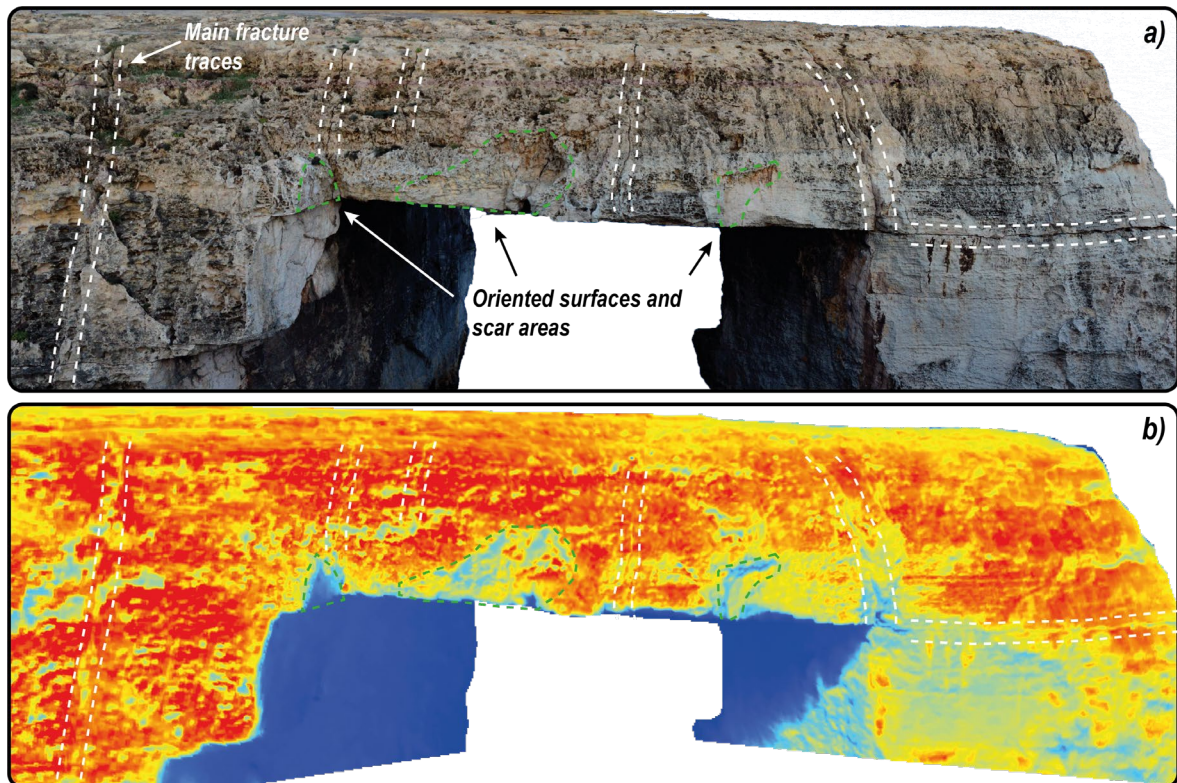 a)
Main fracture
traces
Oriented surfaces and
scar areas
b)